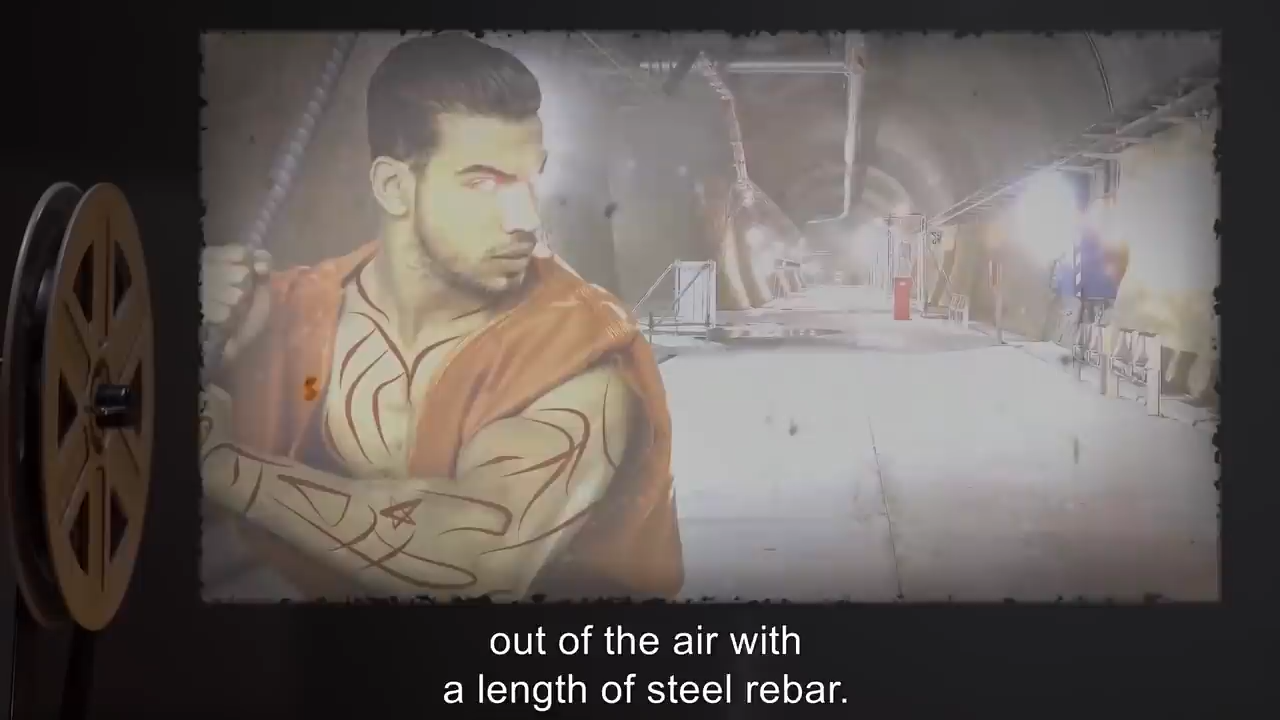 out of the air with
a length of steel rebar.